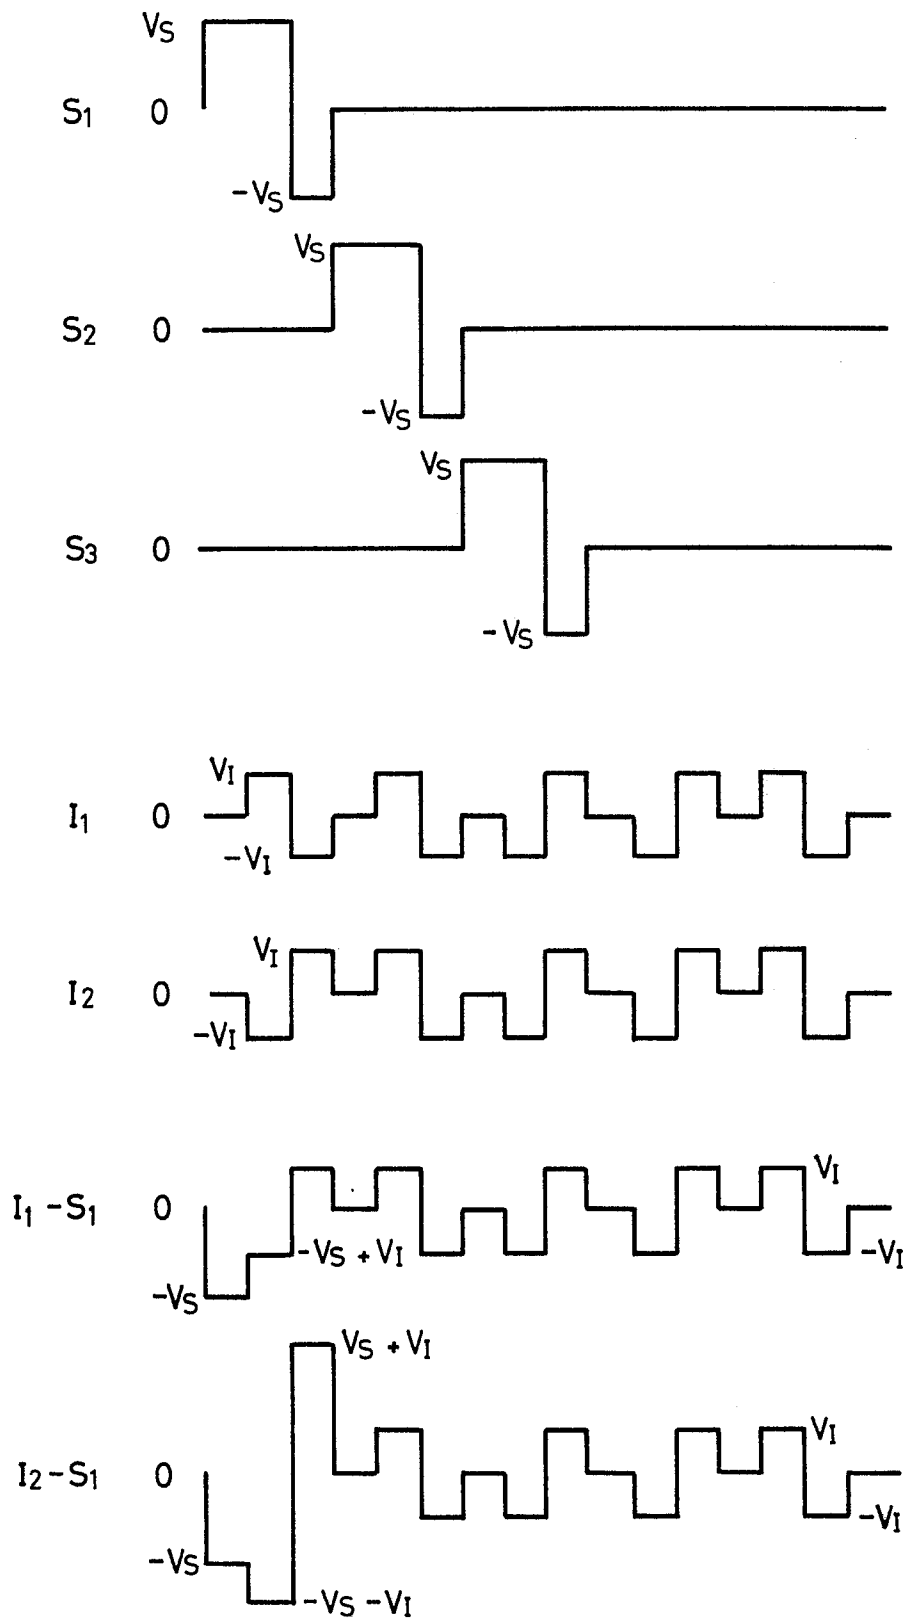 VS
S1 0
-VS
VS
S2 0
-VS
VS
S3 0
-VS
VI
I1 0
-VI
VI
I2 0
-VI
I1 -S1 0 VI
-VS + VI -VI
-VS
VS + VI
VI
I2 -S1 0
-VI
-VS
-VS -VI